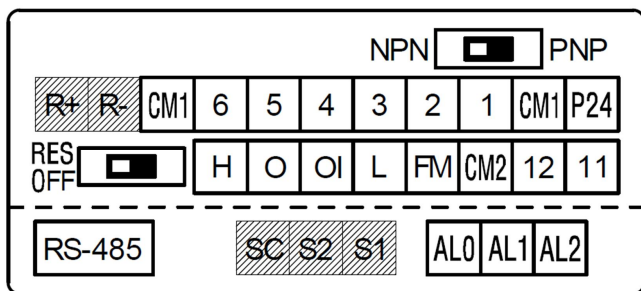 NPN PNP
R+ R- CM1 6 5 4 3 2 1 CM1 P24
RES
OFF
H O OI L FM CM2 12 11
RS-485 SC S2 S1 AL0 AL1 AL2